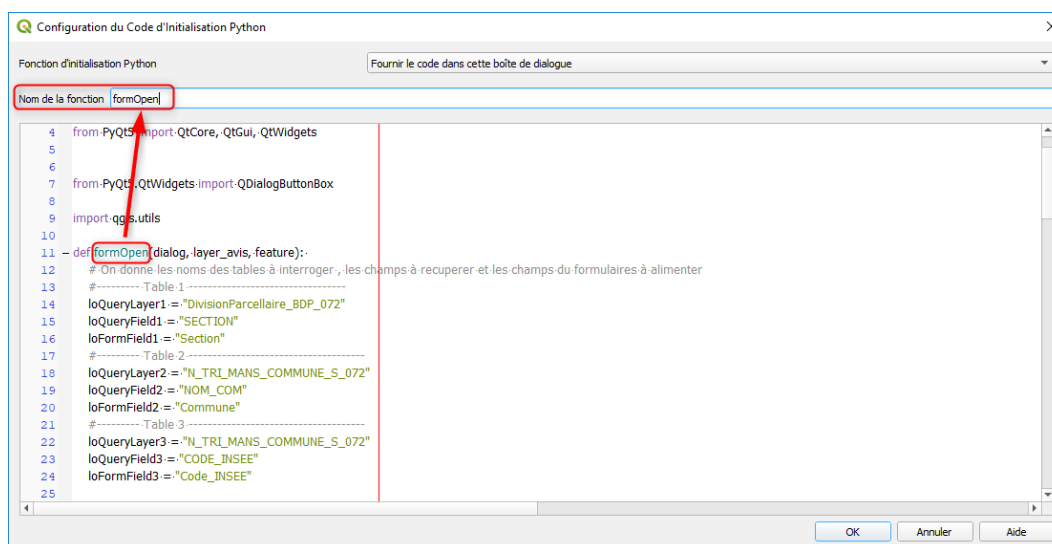 Configuration du Code d'Initialisation Python
Fonction d'initialisation Python Fournir le code dans cette boîte de dialogue
Nom de la fonction formOpen
4 from PyQt5 import QtCore, QtGui, QtWidgets
5
6
7 from PyQt5.QtWidgets import QDialogButtonBox
8
9 import qgis.utils
10
11 def formOpen(dialog, layer_avis, feature):
12 # On donne les noms des tables à interroger , les champs à recuperer et les champs du formulaires à alimenter
13 #--------- Table 1 ----------------------------------
14 loQueryLayer1 = "DivisionParcellaire_BDP_072"
15 loQueryField1 = "SECTION"
16 loFormField1 = "Section"
17 #--------- Table 2 --------------------------------------
18 loQueryLayer2 = "N_TRI_MANS_COMMUNE_S_072"
19 loQueryField2 = "NOM_COM"
20 loFormField2 = "Commune"
21 #--------- Table 3 --------------------------------------
22 loQueryLayer3 = "N_TRI_MANS_COMMUNE_S_072"
23 loQueryField3 = "CODE_INSEE"
24 loFormField3 = "Code_INSEE"
25
OK Annuler Aide